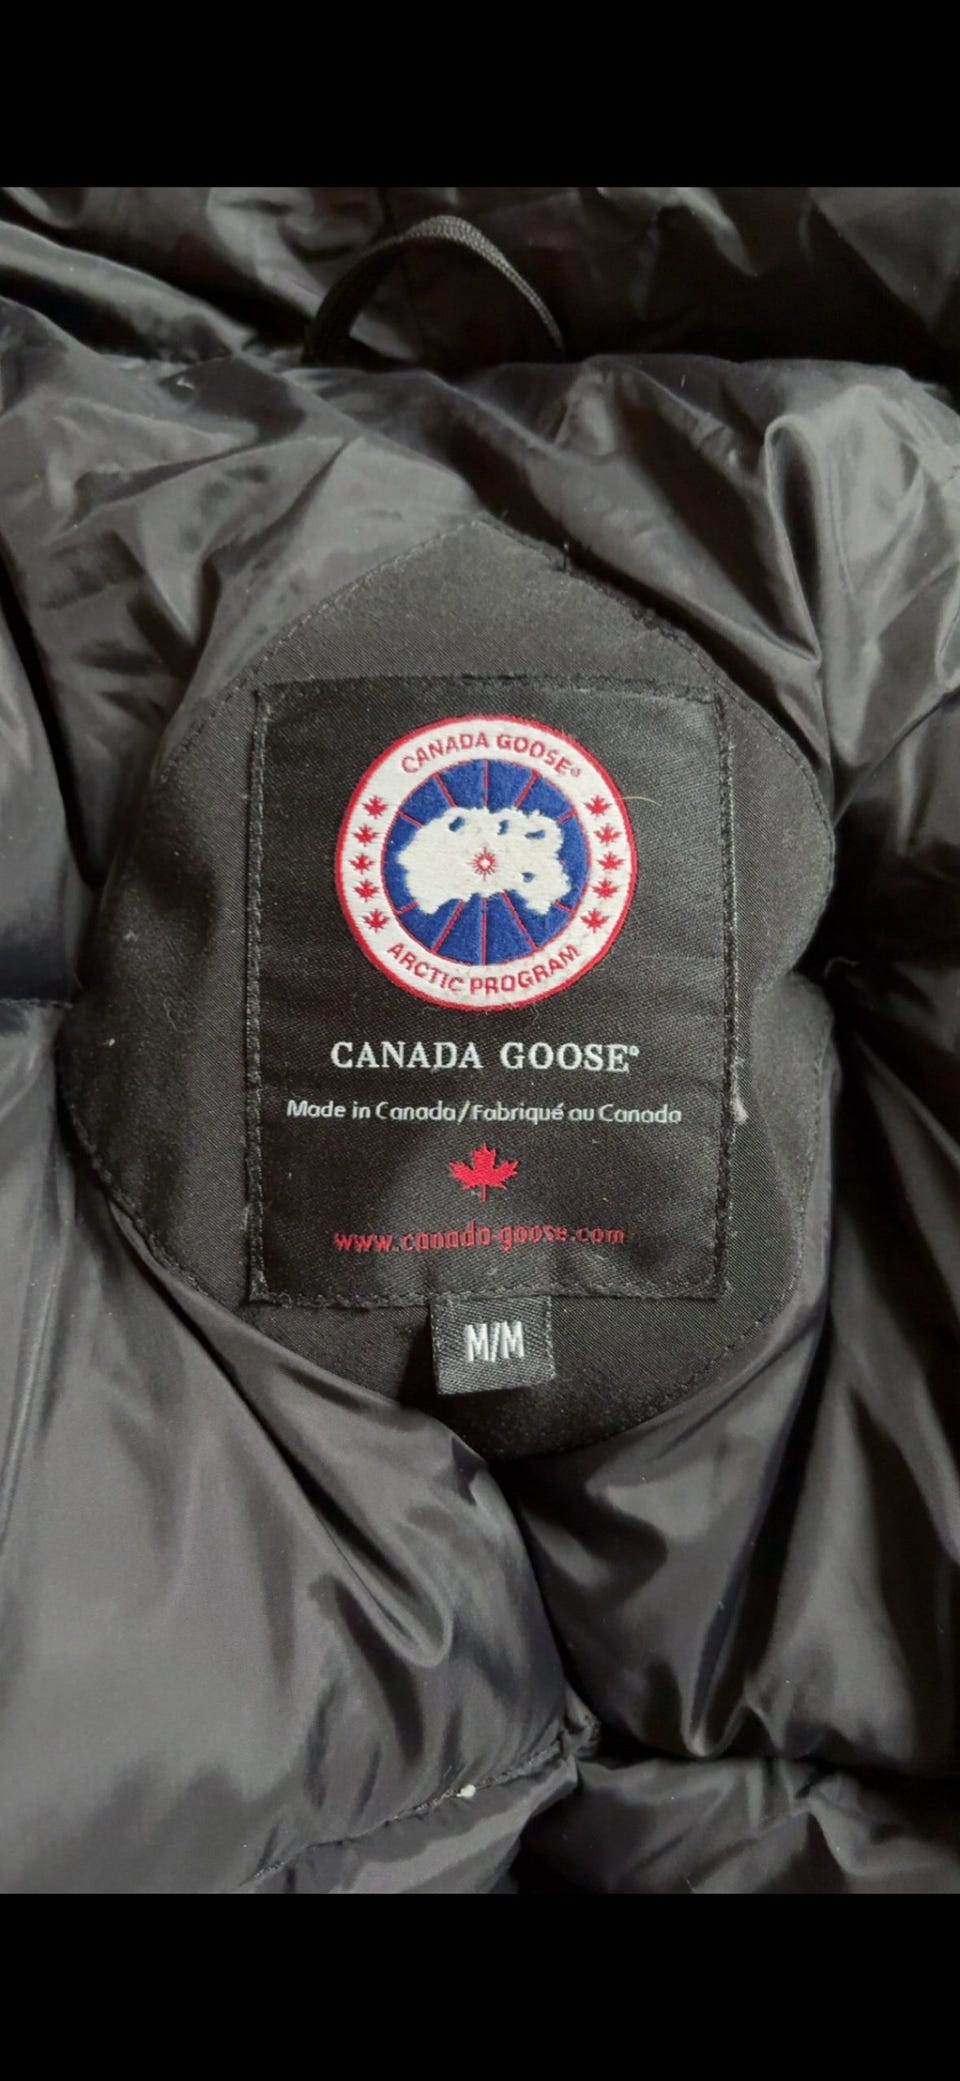 CANADA GOOSE®
ARCTIC PROGRAM
CANADA GOOSE®
Made in Canada/Fabriqué au Canada
www.canada-goose.com
M/M